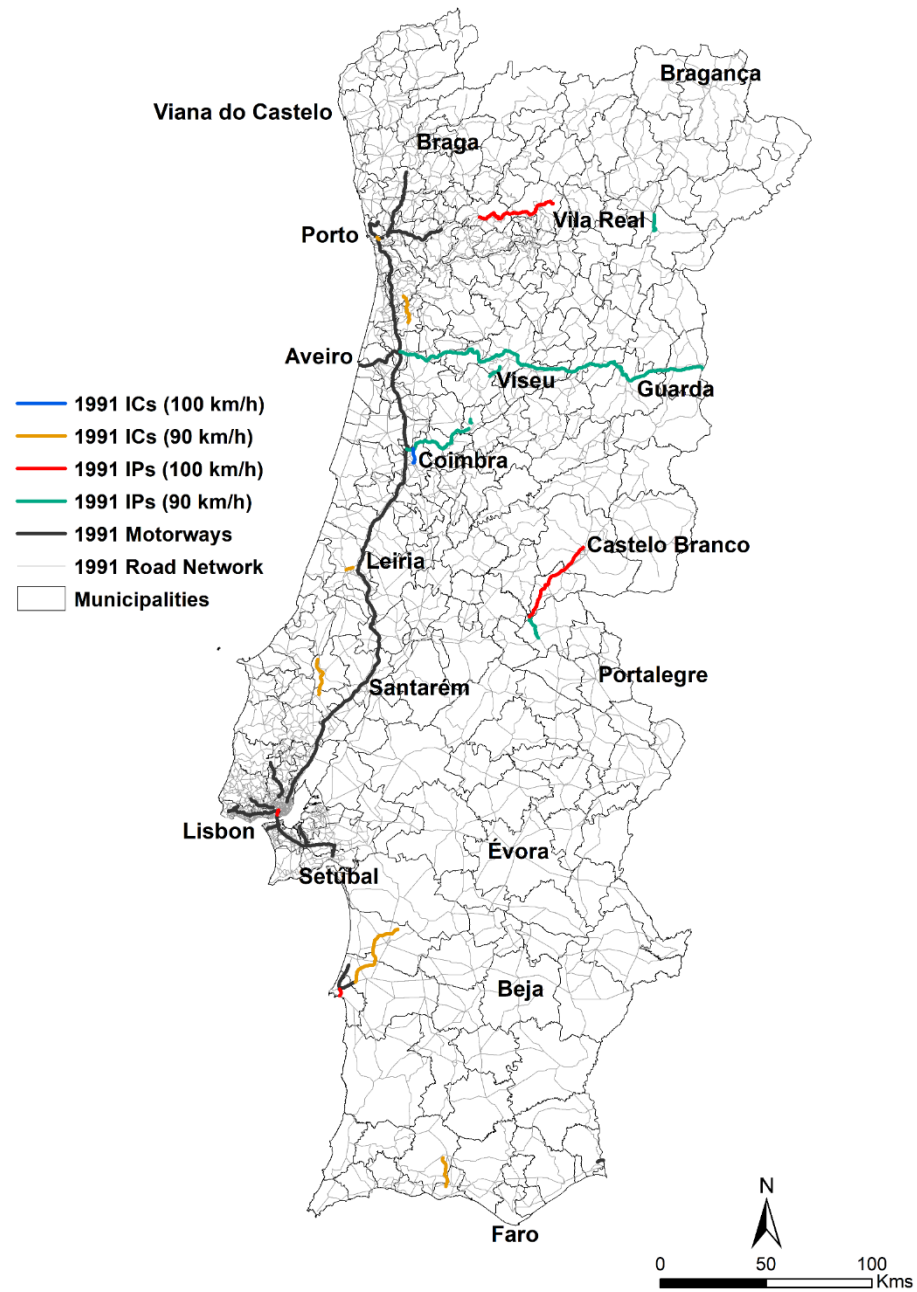 Bragança
Viana do Castelo
Braga
Vila Real
Porto
Aveiro
Viseu
Guarda
1991 ICs (100 km/h)
1991 ICs (90 km/h)
1991 IPs (100 km/h)
1991 IPs (90 km/h)
1991 Motorways
1991 Road Network
Municipalities
Coimbra
Castelo Branco
Leiria
Portalegre
Santarém
Lisbon
Évora
Setúbal
Beja
Faro
N
0 50 100
Kms